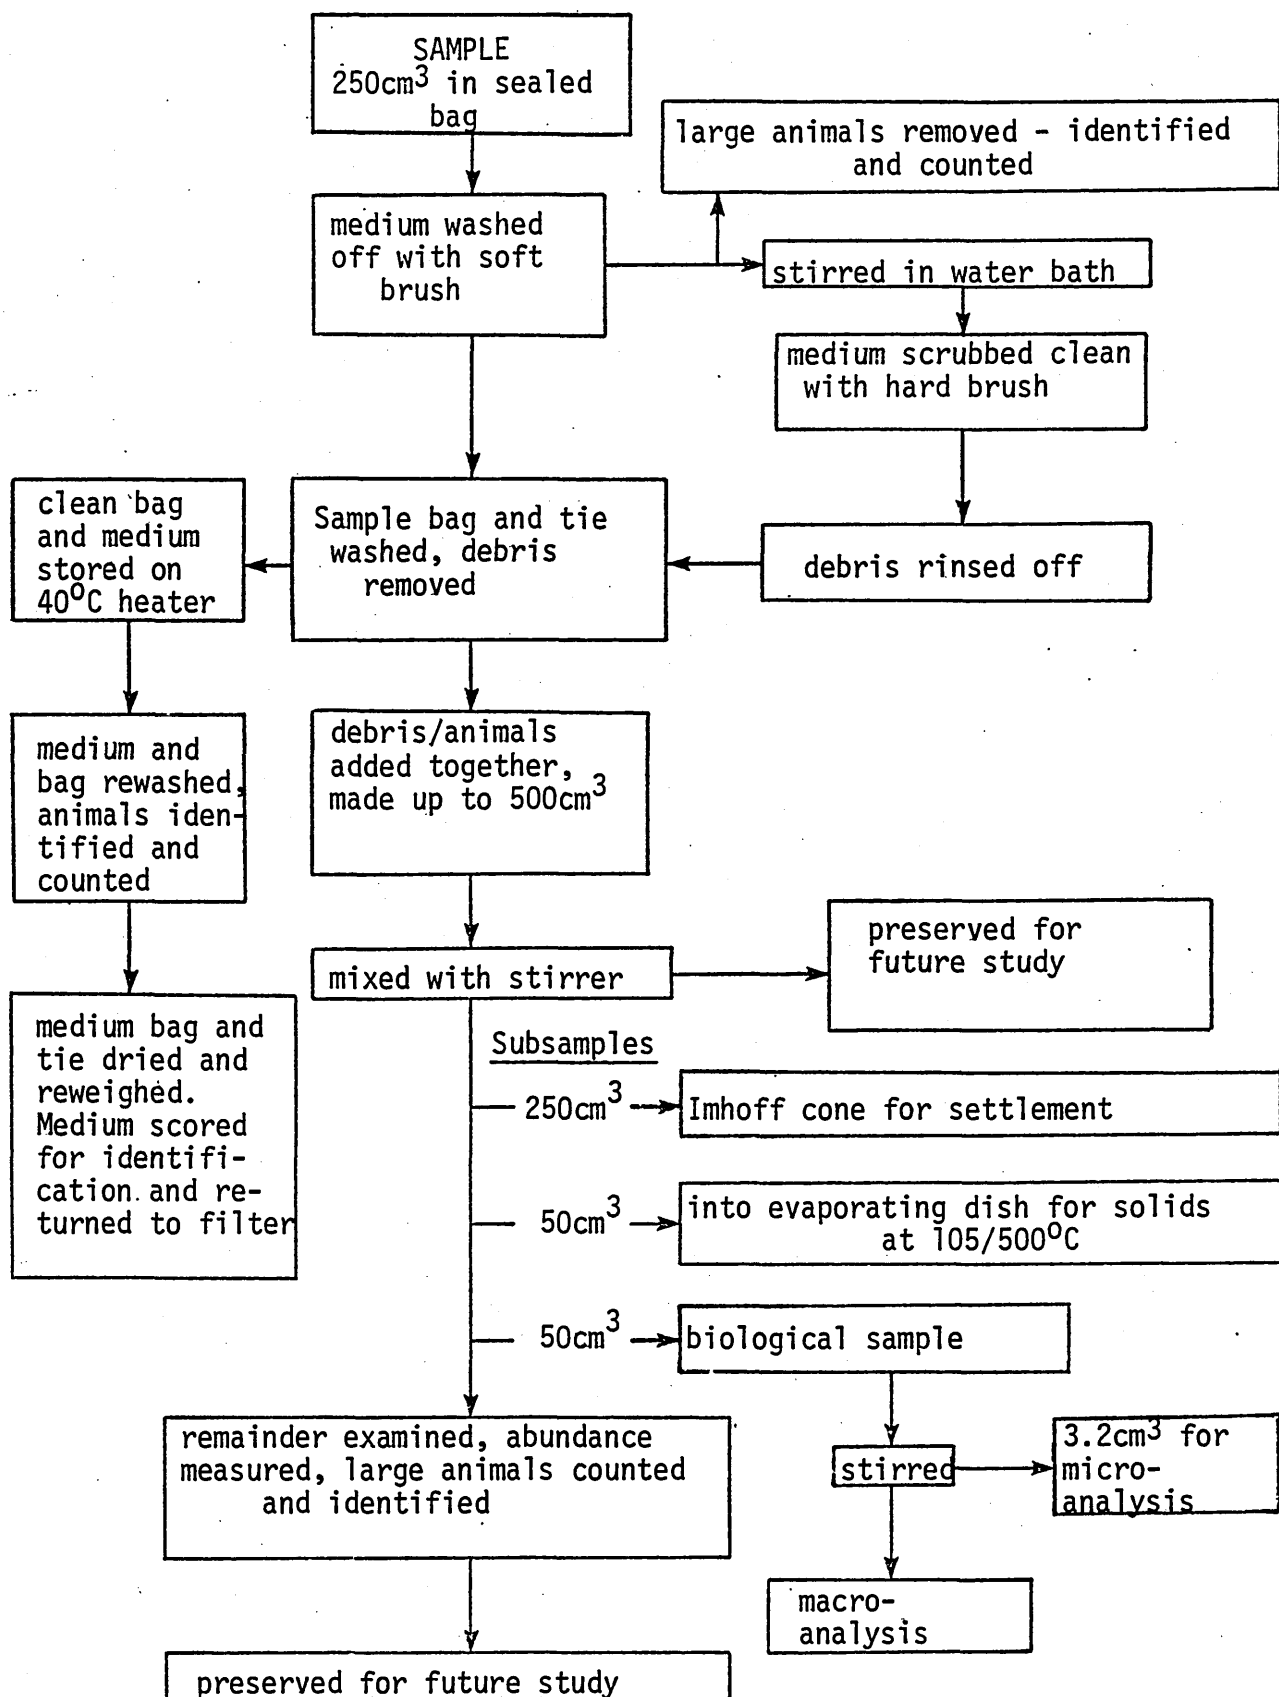 SAMPLE
250cm³ in sealed
bag
large animals removed - identified
and counted
medium washed
off with soft
brush
stirred in water bath
medium scrubbed clean
with hard brush
clean bag
and medium
stored on
40°C heater
Sample bag and tie
washed, debris
removed
debris rinsed off
medium and
bag rewashed,
animals iden-
tified and
counted
debris/animals
added together,
made up to 500cm³
preserved for
future study
mixed with stirrer
medium bag and
tie dried and
reweighed.
Medium scored
for identifi-
cation and re-
turned to filter
Subsamples
250cm³
Imhoff cone for settlement
50cm³
into evaporating dish for solids
at 105/500°C
50cm³
biological sample
remainder examined, abundance
measured, large animals counted
and identified
stirred
3.2cm³ for
micro-
analysis
macro-
analysis
preserved for future study